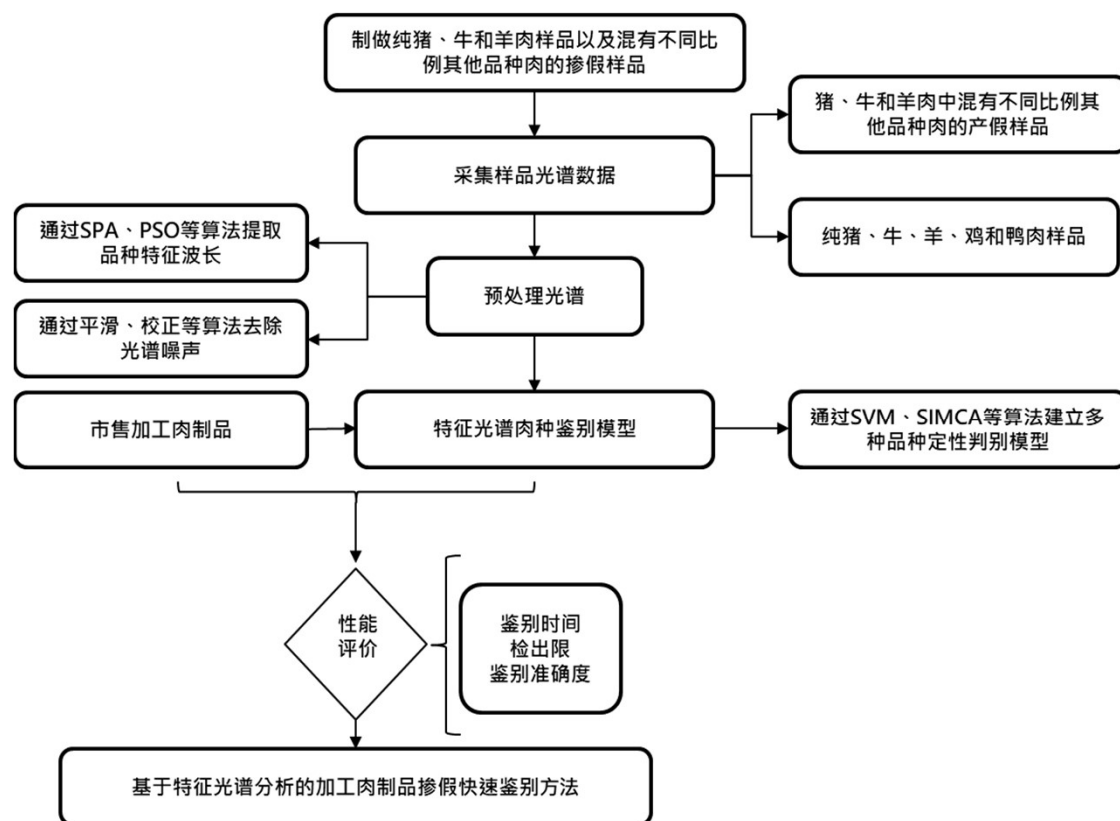 制做纯猪、牛和羊肉样品以及混有不同比
例其他品种肉的掺假样品
猪、牛和羊肉中混有不同比例其
他品种肉的产假样品
采集样品光谱数据
纯猪、牛、羊、鸡和鸭肉样品
通过SPA、PSO等算法提取
品种特征波长
预处理光谱
通过平滑、校正等算法去除
光谱噪声
市售加工肉制品
特征光谱肉种鉴别模型
通过SVM、SIMCA等算法建立多
种品种定性判别模型
性能
评价
鉴别时间
检出限
鉴别准确度
基于特征光谱分析的加工肉制品掺假快速鉴别方法